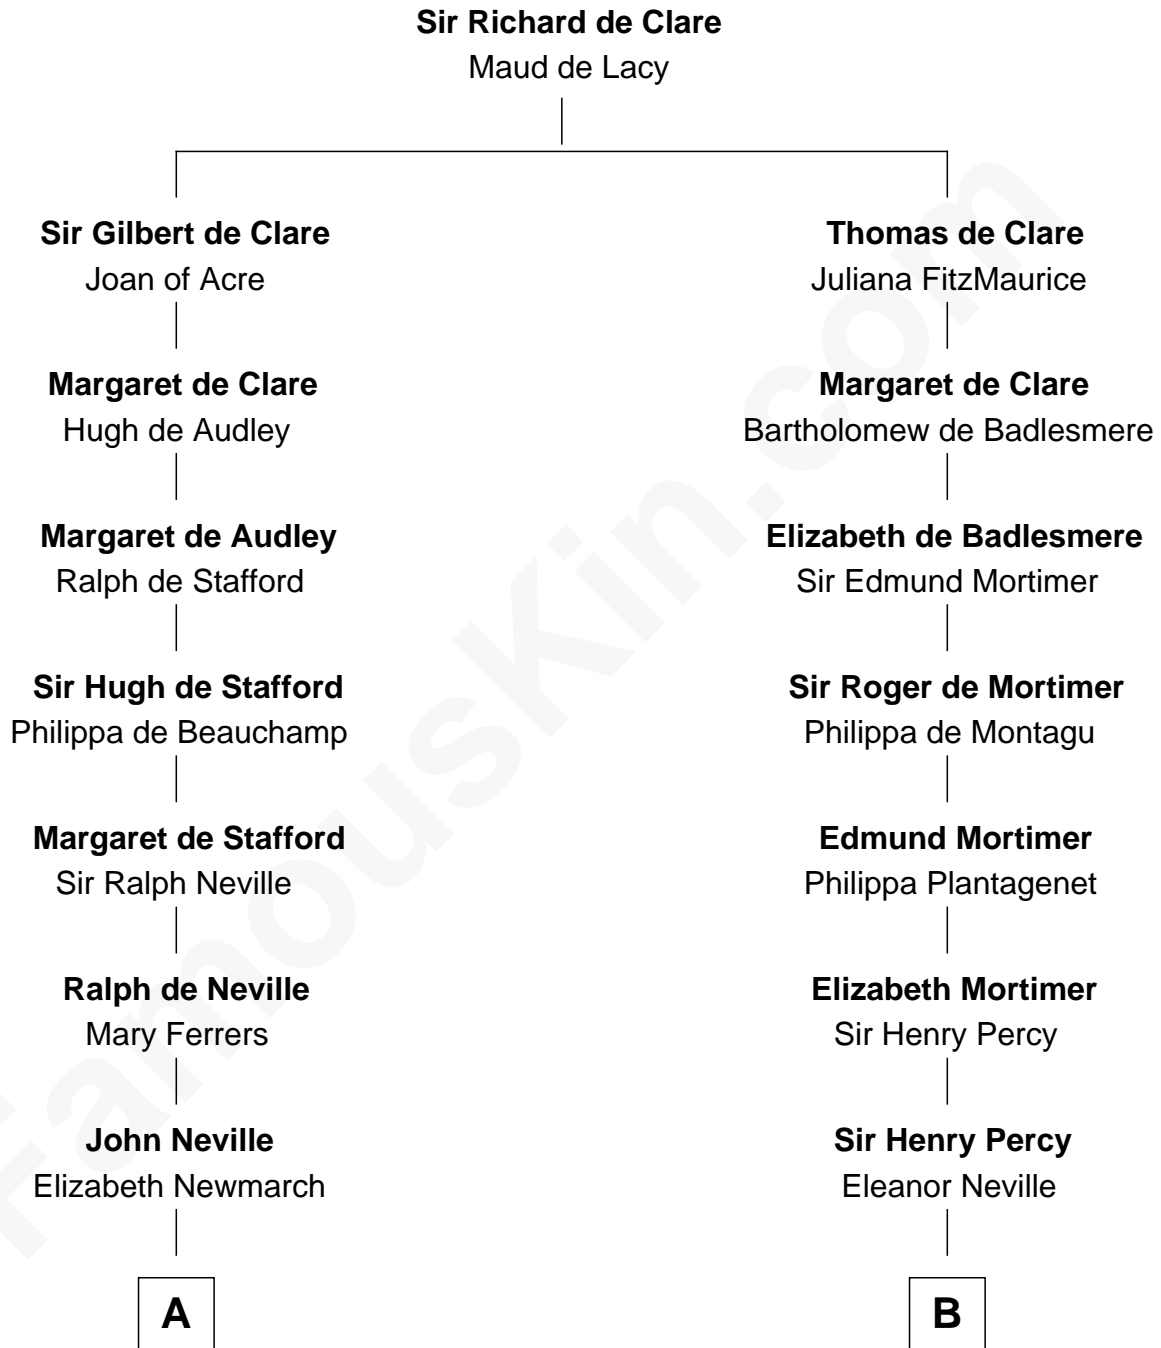 Sir Richard de Clare
Maud de Lacy
Sir Gilbert de Clare
Joan of Acre
Thomas de Clare
Juliana FitzMaurice
Margaret de Clare
Hugh de Audley
Margaret de Clare
Bartholomew de Badlesmere
Margaret de Audley
Ralph de Stafford
Elizabeth de Badlesmere
Sir Edmund Mortimer
Sir Hugh de Stafford
Philippa de Beauchamp
Sir Roger de Mortimer
Philippa de Montagu
Margaret de Stafford
Sir Ralph Neville
Edmund Mortimer
Philippa Plantagenet
Ralph de Neville
Mary Ferrers
Elizabeth Mortimer
Sir Henry Percy
John Neville
Elizabeth Newmarch
Sir Henry Percy
Eleanor Neville
A
B
FamousKin.com